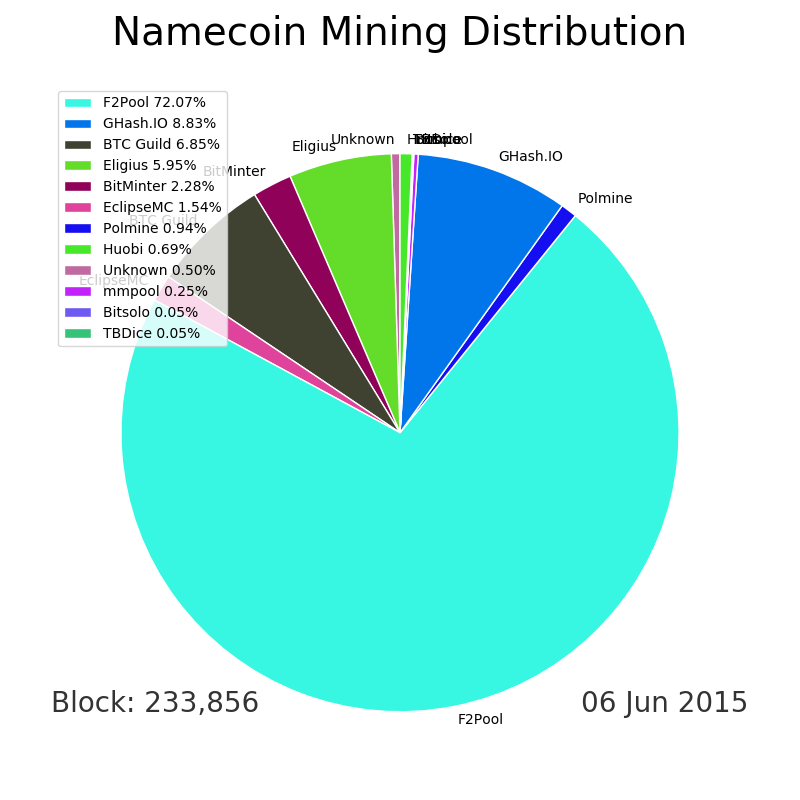 Namecoin Mining Distribution
F2Pool 72.07%
GHash.IO 8.83%
BTC Guild 6.85%
Eligius 5.95%
BitMinter 2.28%
EclipseMC 1.54%
Polmine 0.94%
Huobi 0.69%
Unknown 0.50%
mmpool 0.25%
Bitsolo 0.05%
TBDice 0.05%
Unknown
Eligius
GHash.IO
BitMinter
Polmine
BTC Guild
EclipseMC
Block: 233,856
06 Jun 2015
F2Pool